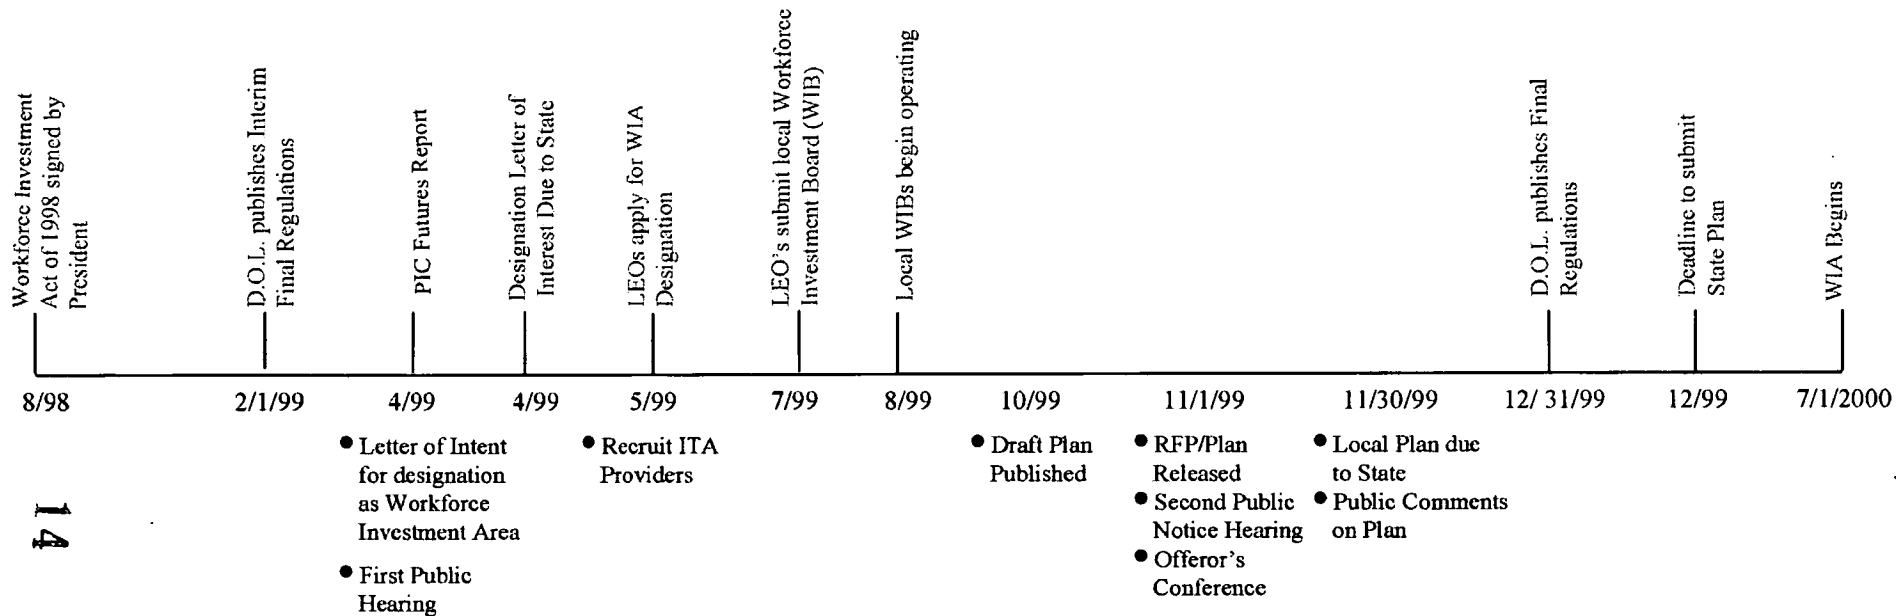 Workforce Investment
Act of 1998 signed by
President
D.O.L. publishes Interim
Final Regulations
PIC Futures Report
Designation Letter of
Interest Due to State
LEOs apply for WIA
Designation
LEO's submit local Workforce
Investment Board (WIB)
Local WIBs begin operating
D.O.L. publishes Final
Regulations
Deadline to submit
State Plan
WIA Begins
8/98
2/1/99
4/99
4/99
5/99
7/99
8/99
10/99
11/1/99
11/30/99
12/ 31/99
12/99
7/1/2000
● Letter of Intent
for designation
as Workforce
Investment Area
● First Public
Hearing
● Recruit ITA
Providers
● Draft Plan
Published
● RFP/Plan
Released
● Second Public
Notice Hearing
● Offeror's
Conference
● Local Plan due
to State
● Public Comments
on Plan
14